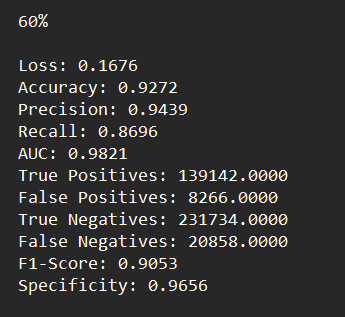 60%
Loss: 0.1676
Accuracy: 0.9272
Precision: 0.9439
Recall: 0.8696
AUC: 0.9821
True Positives: 139142.0000
False Positives: 8266.0000
True Negatives: 231734.0000
False Negatives: 20858.0000
F1-Score: 0.9053
Specificity: 0.9656